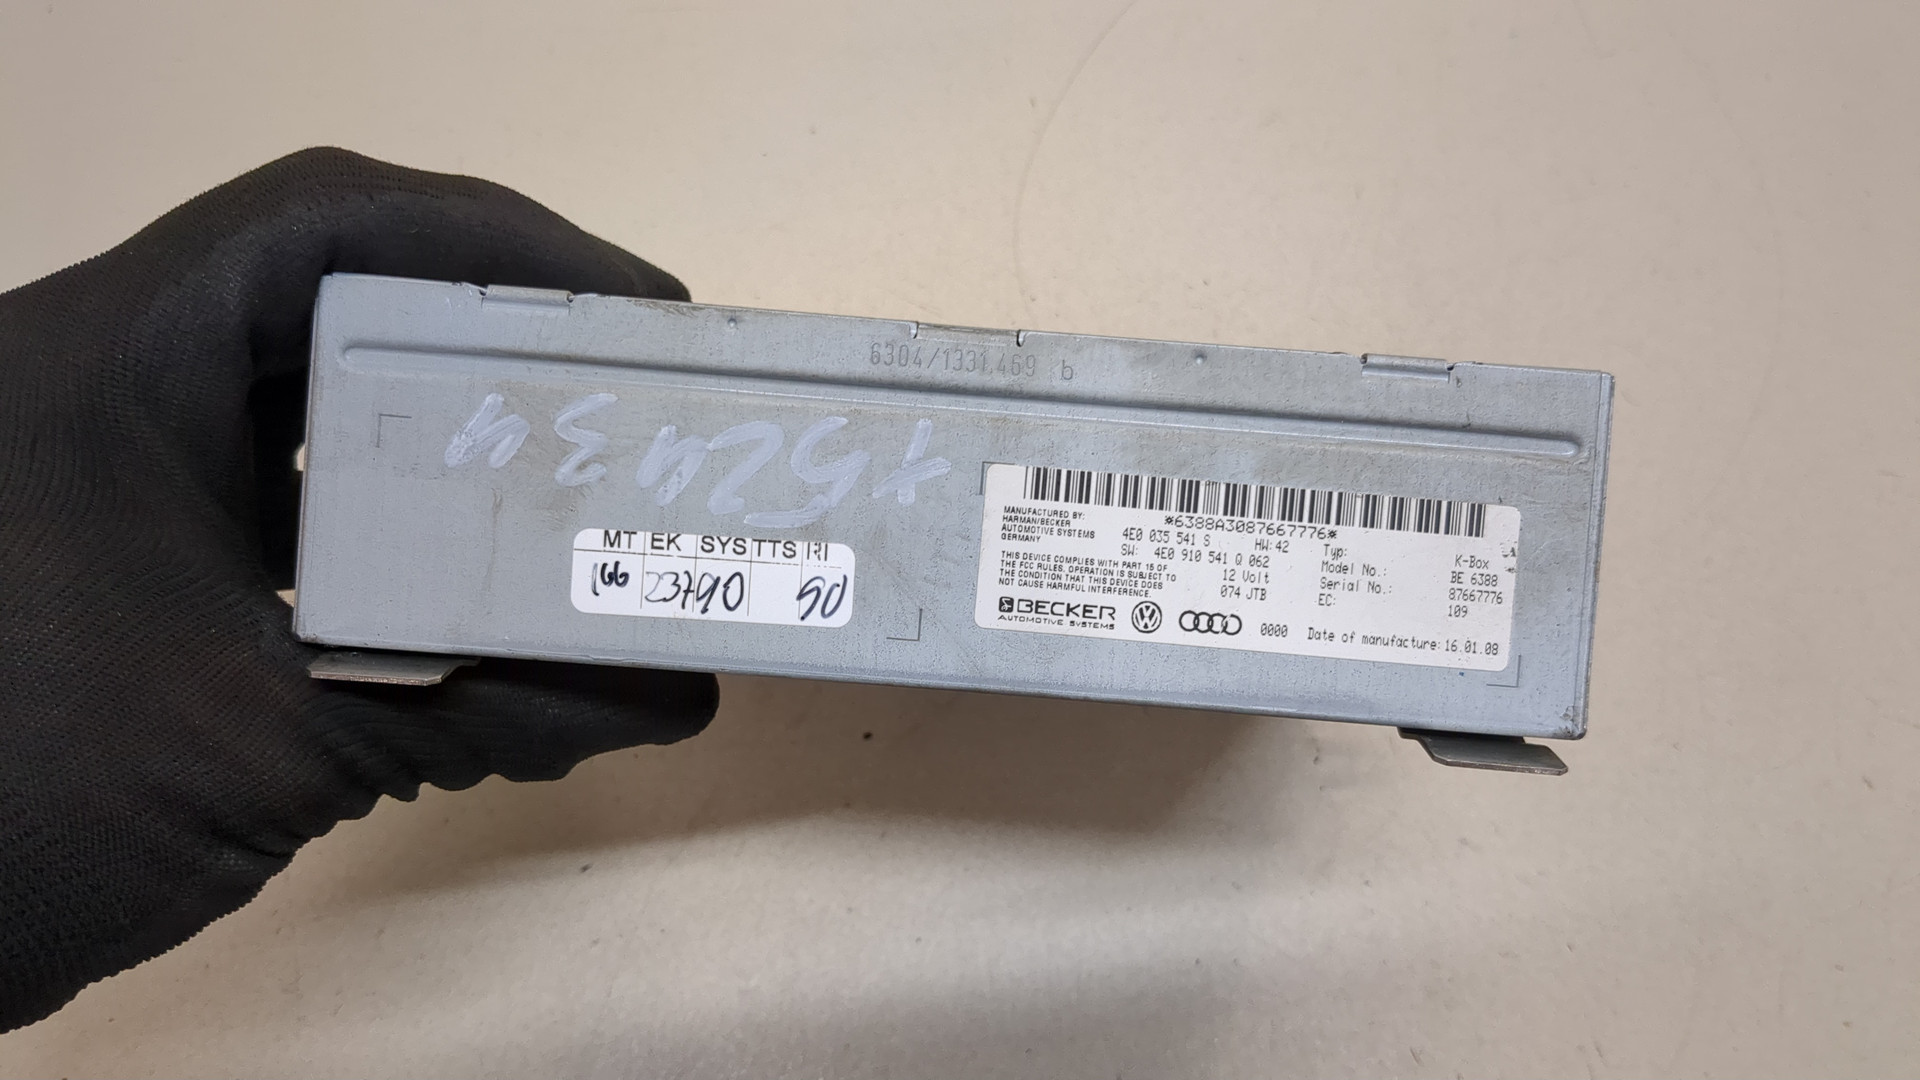 6304/1331.469 b
MT EK SYS TTS RI
166 23790 90
*6388A3087667776*
MANUFACTURED BY:
HARMAN/BECKER
AUTOMOTIVE SYSTEMS
GERMANY
4E0 035 541 S HW:42
SW: 4E0 910 541 Q 062
12 Volt
074 JTB
THIS DEVICE COMPLIES WITH PART 15 OF
THE FCC RULES. OPERATION IS SUBJECT TO
THE CONDITION THAT THIS DEVICE DOES
NOT CAUSE HARMFUL INTERFERENCE.
Typ: K-Box
Model No.: BE 6388
Serial No.: 87667776
EC: 109
BECKER
AUTOMOTIVE SYSTEMS
0000 Date of manufacture: 16.01.08